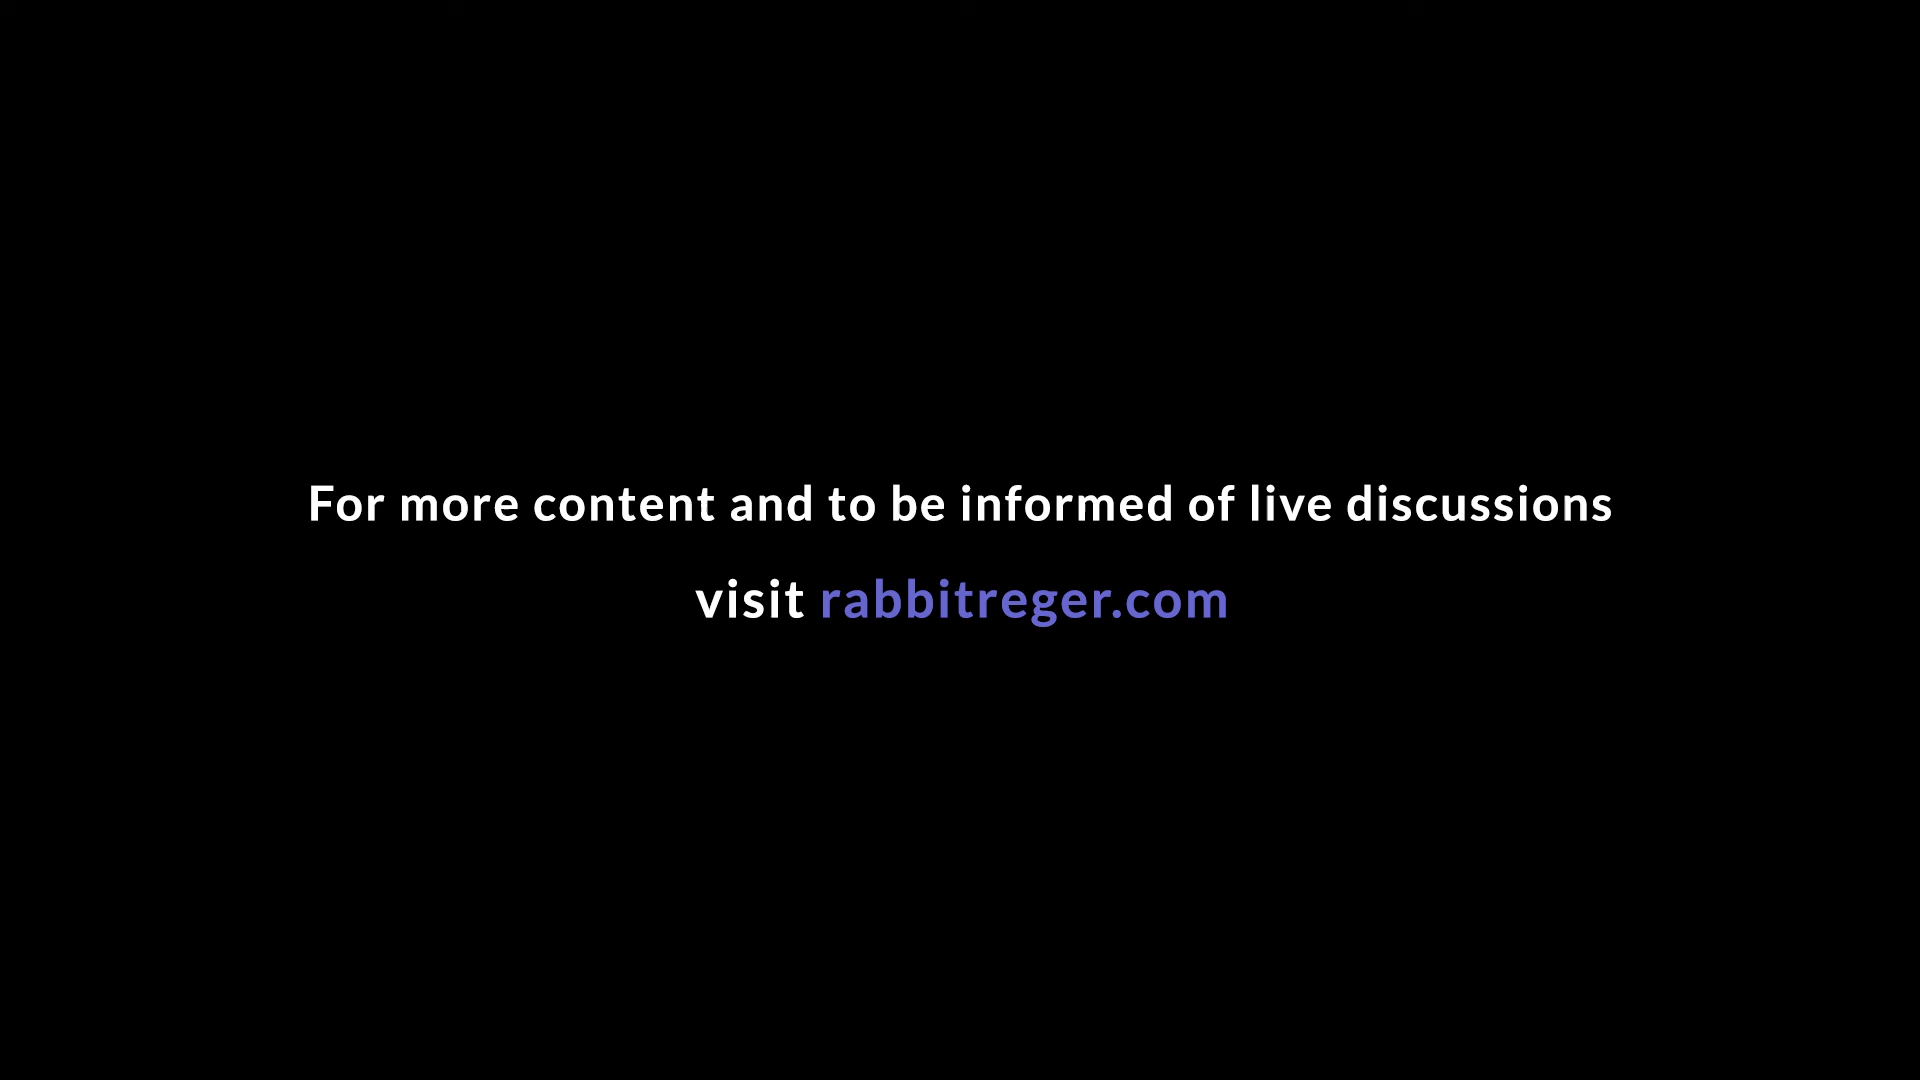 For more content and to be informed of live discussions
visit rabbitreger.com